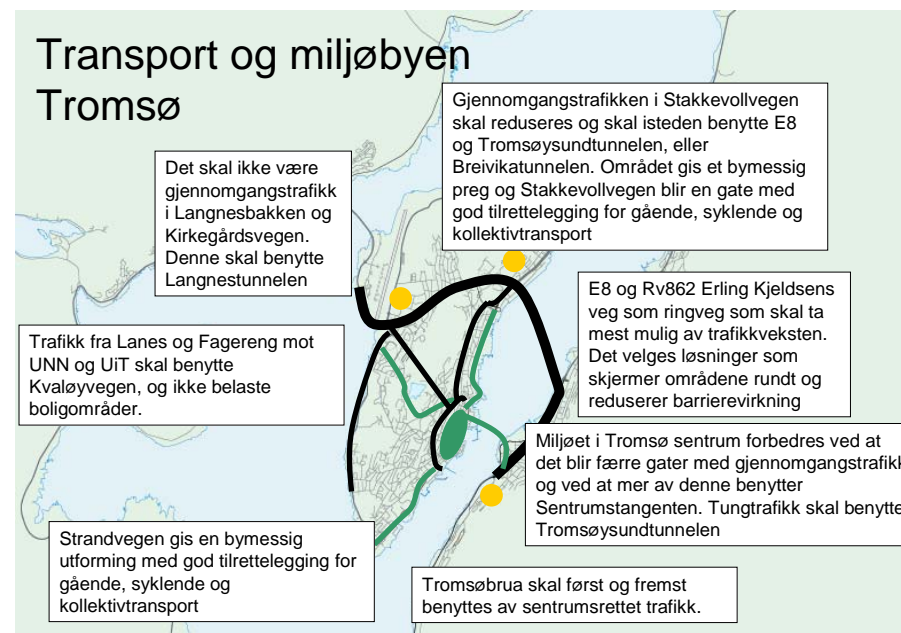 Transport og miljøbyen
Tromsø
Gjennomgangstrafikken i Stakkevollvegen
skal reduseres og skal isteden benytte E8
og Tromsøysundtunnelen, eller
Breivikatunnelen. Området gis et bymessig
preg og Stakkevollvegen blir en gate med
god tilrettelegging for gående, syklende og
kollektivtransport
Det skal ikke være
gjennomgangstrafikk
i Langnesbakken og
Kirkegårdsvegen.
Denne skal benytte
Langnestunnelen
E8 og Rv862 Erling Kjeldsens
veg som ringveg som skal ta
mest mulig av trafikkveksten.
Det velges løsninger som
skjermer områdene rundt og
reduserer barrierevirkning
Trafikk fra Lanes og Fagereng mot
UNN og UiT skal benytte
Kvaløyvegen, og ikke belaste
boligområder.
Miljøet i Tromsø sentrum forbedres ved at
det blir færre gater med gjennomgangstrafikk
og ved at mer av denne benytter
Sentrumstangenten. Tungtrafikk skal benytte
Tromsøysundtunnelen
Strandvegen gis en bymessig
utforming med god tilrettelegging for
gående, syklende og
kollektivtransport
Tromsøbrua skal først og fremst
benyttes av sentrumsrettet trafikk.